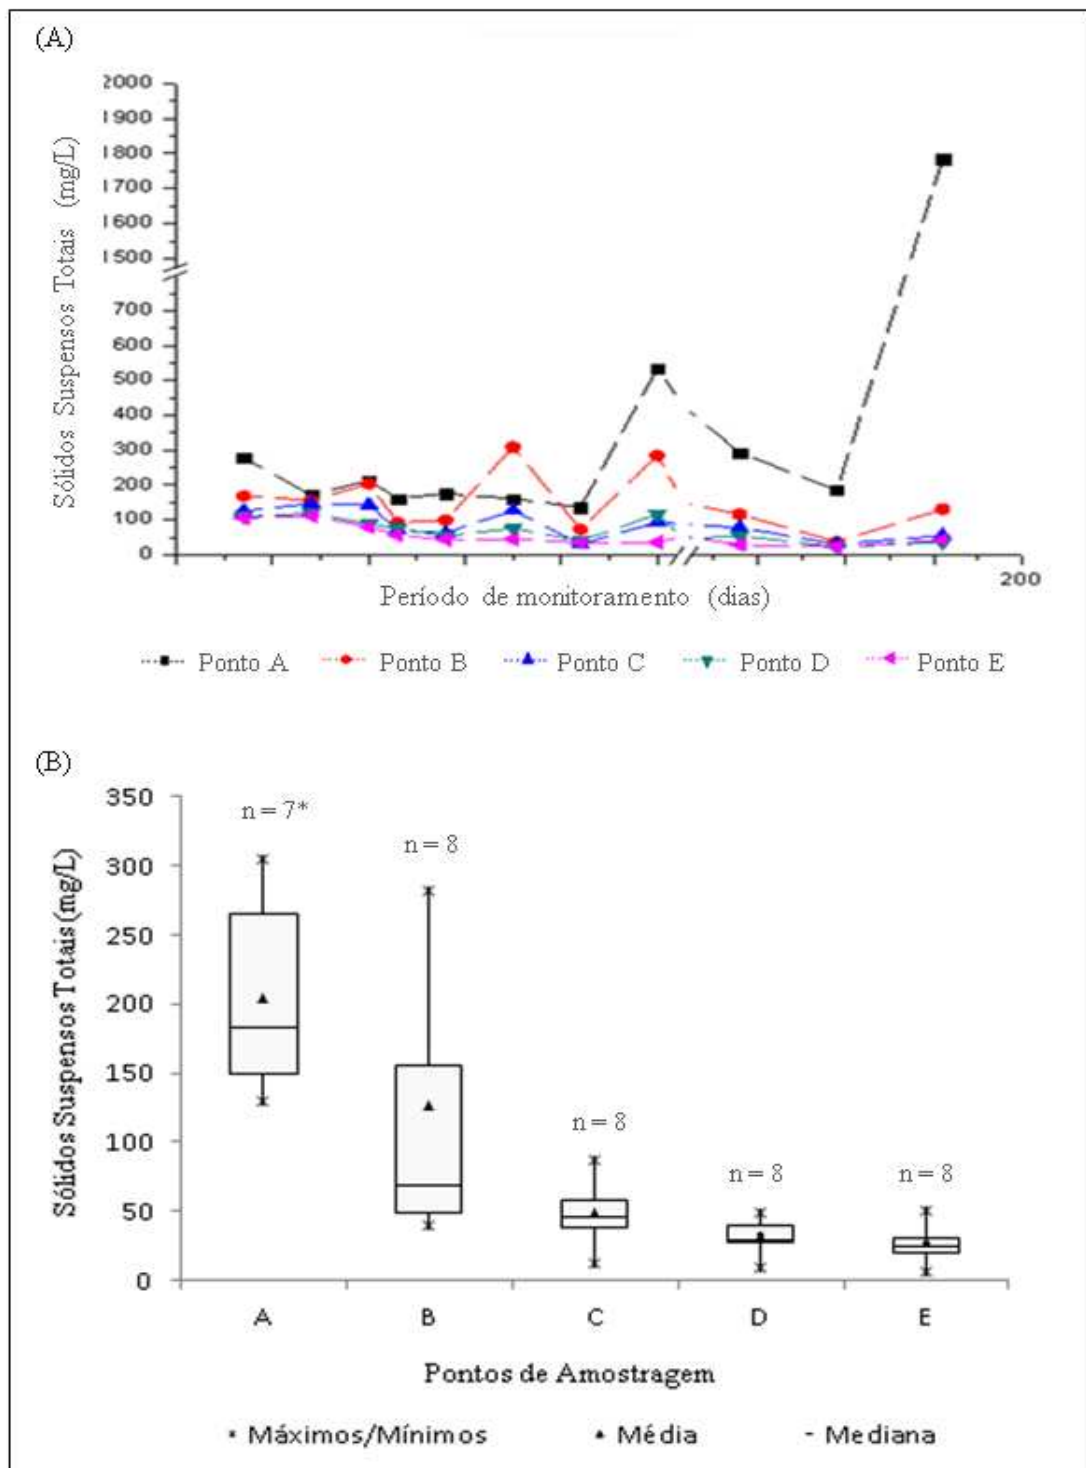 (A)
Sólidos Suspensos Totais (mg/L)
2000
1900
1800
1700
1600
1500
700
600
500
400
300
200
100
0
200
Período de monitoramento (dias)
Ponto A
Ponto B
Ponto C
Ponto D
Ponto E
(B)
Sólidos Suspensos Totais (mg/L)
350
300
250
200
150
100
50
0
n = 7*
n = 8
n = 8
n = 8
n = 8
A B C D E
Pontos de Amostragem
Máximos/Mínimos
Média
Mediana